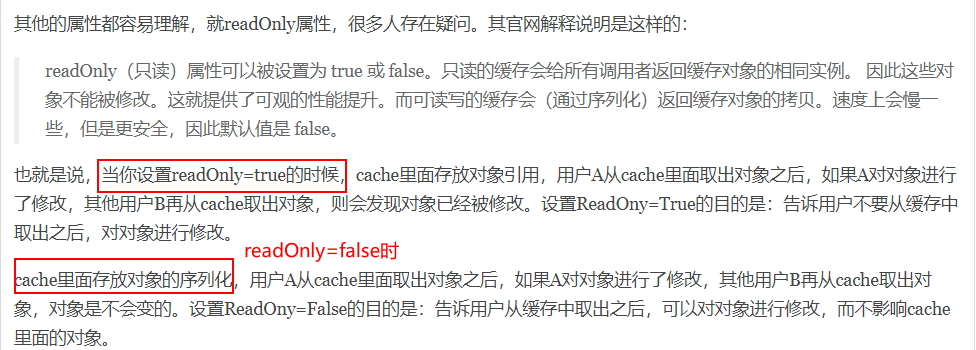 其他的属性都容易理解，就readOnly属性，很多人存在疑问。其官网解释说明是这样的：
readOnly（只读）属性可以被设置为 true 或 false。只读的缓存会给所有调用者返回缓存对象的相同实例。 因此这些对
象不能被修改。这就提供了可观的性能提升。而可读写的缓存会（通过序列化）返回缓存对象的拷贝。速度上会慢一
些，但是更安全，因此默认值是 false。
也就是说，当你设置readOnly=true的时候，cache里面存放对象引用，用户A从cache里面取出对象之后，如果A对对象进行
了修改，其他用户B再从cache取出对象，则会发现对象已经被修改。设置ReadOny=True的目的是：告诉用户不要从缓存中
取出之后，对对象进行修改。
readOnly=false时
cache里面存放对象的序列化，用户A从cache里面取出对象之后，如果A对对象进行了修改，其他用户B再从cache取出对
象，对象是不会变的。设置ReadOny=False的目的是：告诉用户从缓存中取出之后，可以对对象进行修改，而不影响cache
里面的对象。